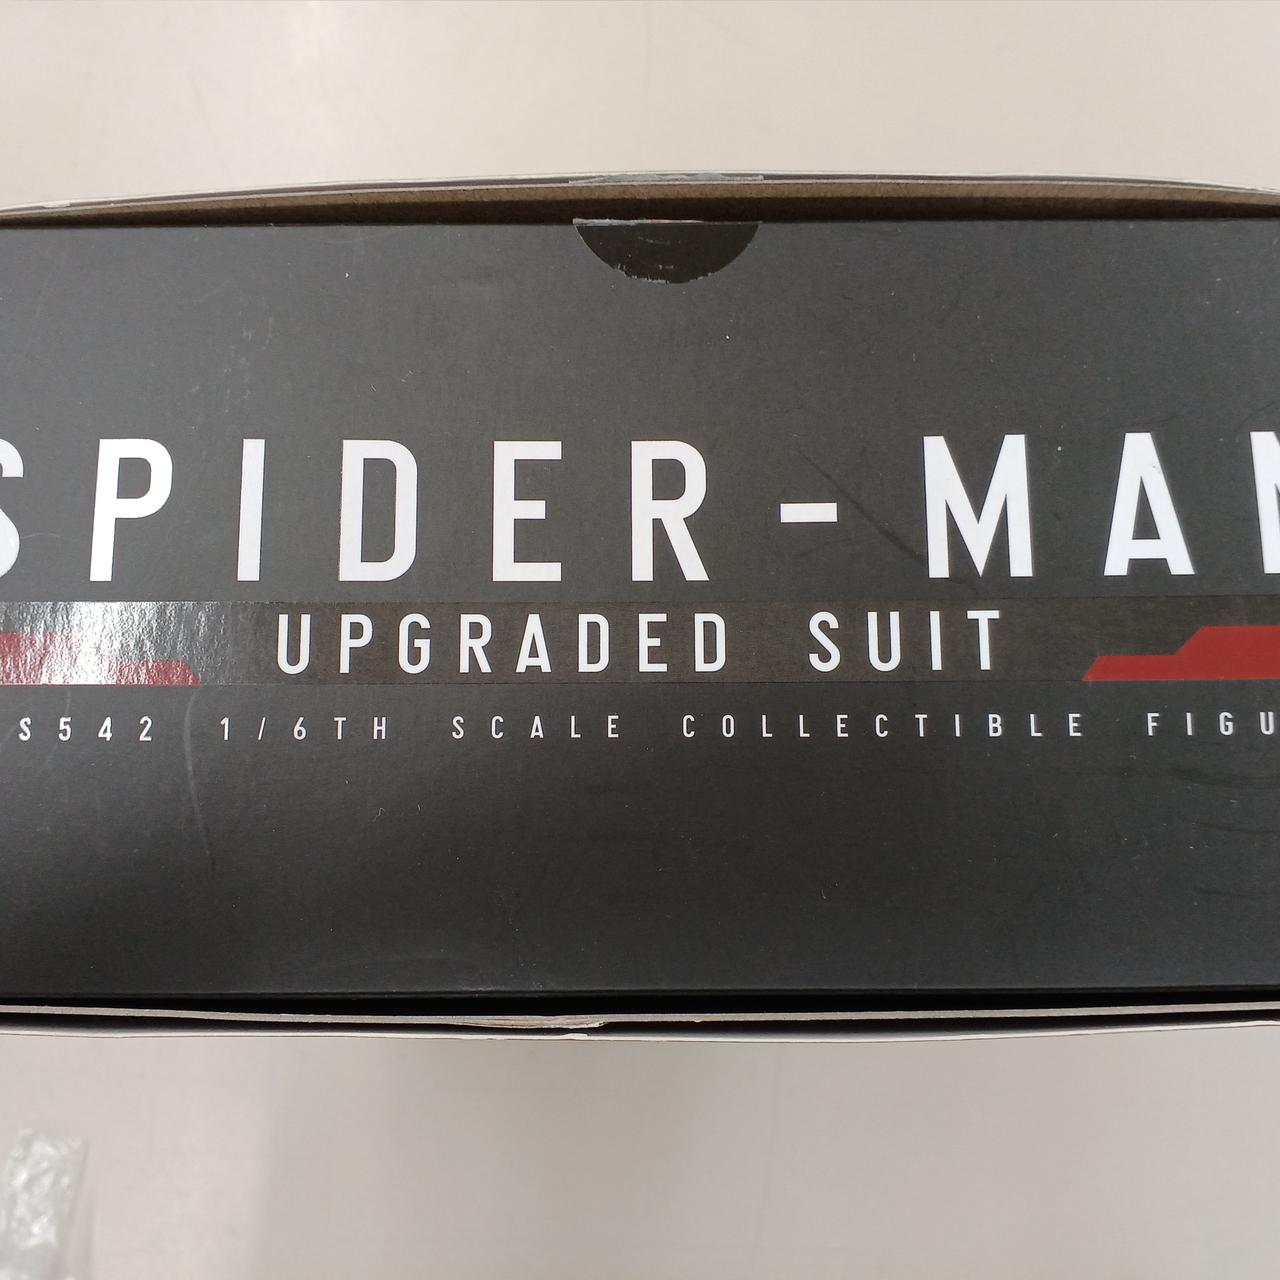 SPIDER-MAN
UPGRADED SUIT
S542 1/6TH SCALE COLLECTIBLE FIGU